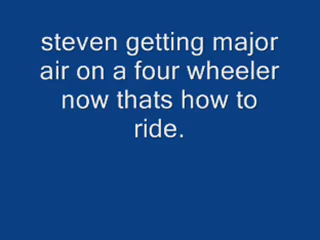 steven getting major
air on a four wheeler
now thats how to
ride.